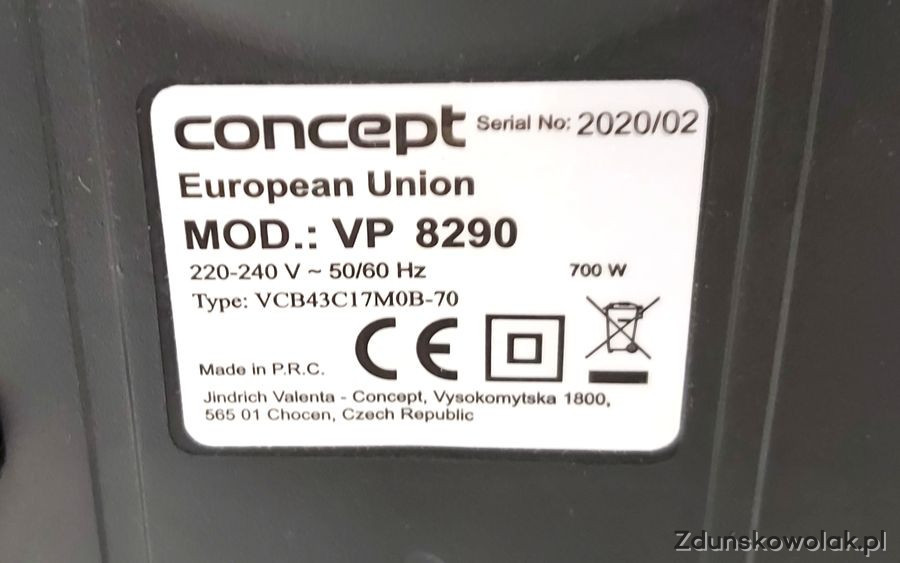 concept Serial No: 2020/02
European Union
MOD.: VP 8290
220-240 V ~ 50/60 Hz 700 W
Type: VCB43C17M0B-70
Made in P.R.C. CE
Jindrich Valenta - Concept, Vysokomytska 1800,
565 01 Chocen, Czech Republic
Zduńskowolak.pl